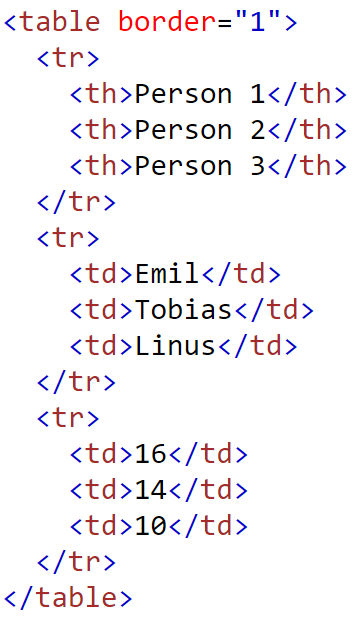 <table border="1">
  <tr>
    <th>Person 1</th>
    <th>Person 2</th>
    <th>Person 3</th>
  </tr>
  <tr>
    <td>Emil</td>
    <td>Tobias</td>
    <td>Linus</td>
  </tr>
  <tr>
    <td>16</td>
    <td>14</td>
    <td>10</td>
  </tr>
</table>